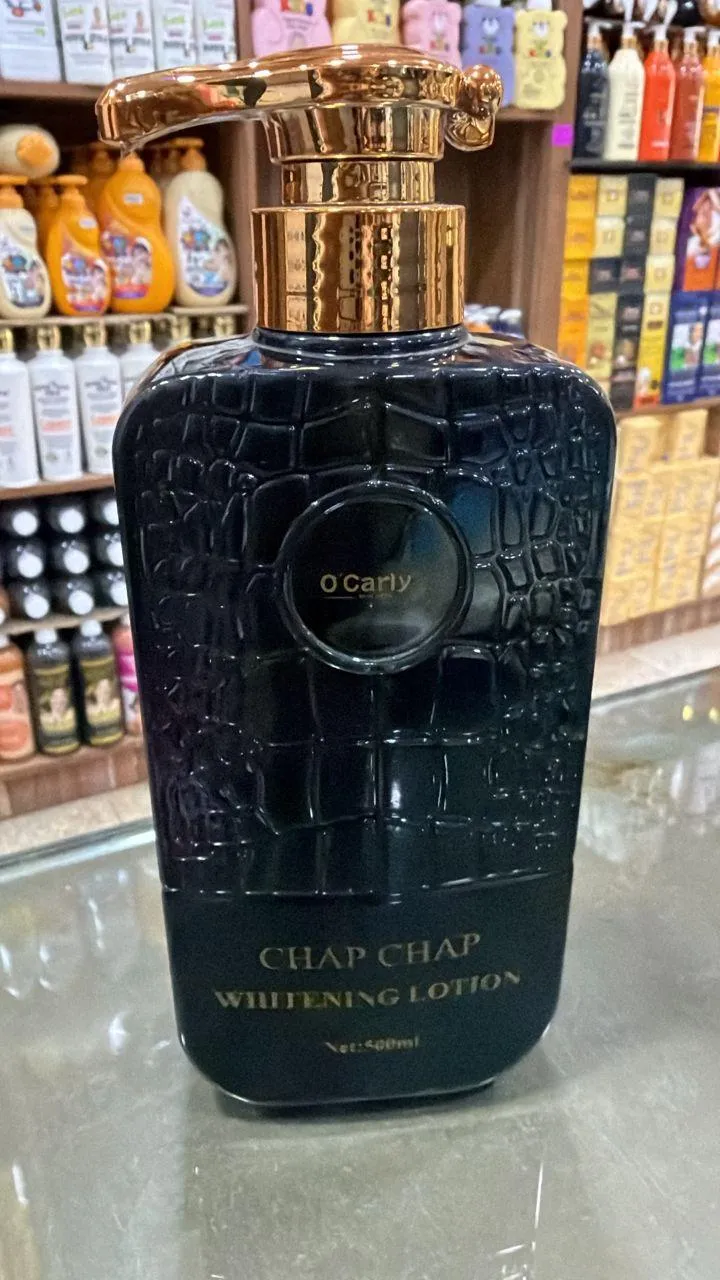 O'Carly
CHAP CHAP
WHITENING LOTION
Net:500ml